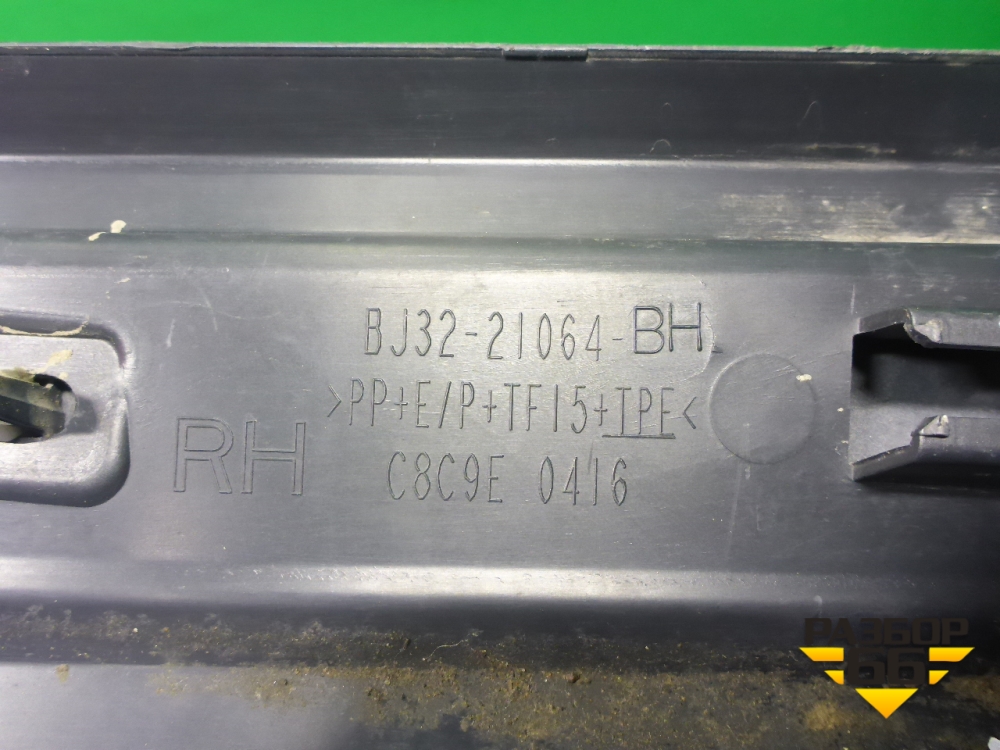 BJ32-21064-BH
>PP+E/P+TF15+TPE<
RH
C8C9E 0416
РАЗБОР
66